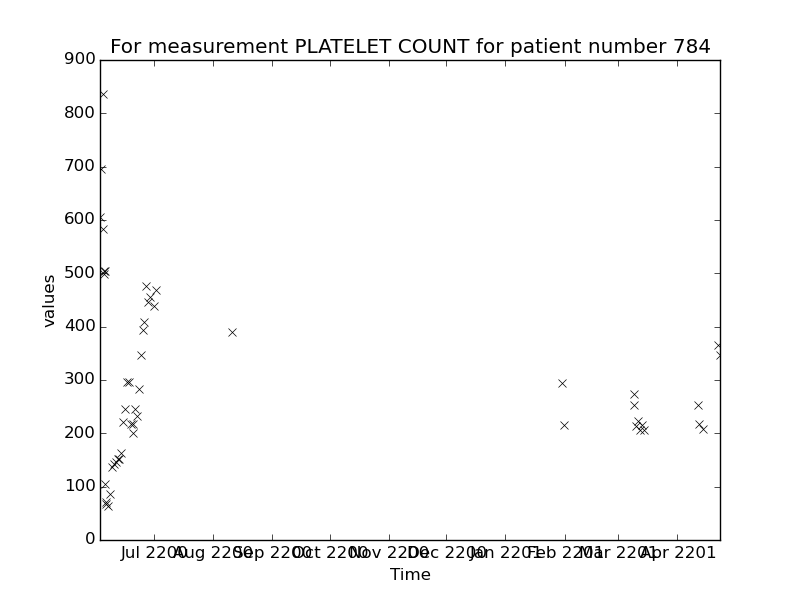 For measurement PLATELET COUNT for patient number 784
900
800
700
600
500
400
300
200
100
0
values
Jul 2200 Aug 2200 Sep 2200 Oct 2200 Nov 2200 Dec 2200 Jan 2201 Feb 2201 Mar 2201 Apr 2201
Time